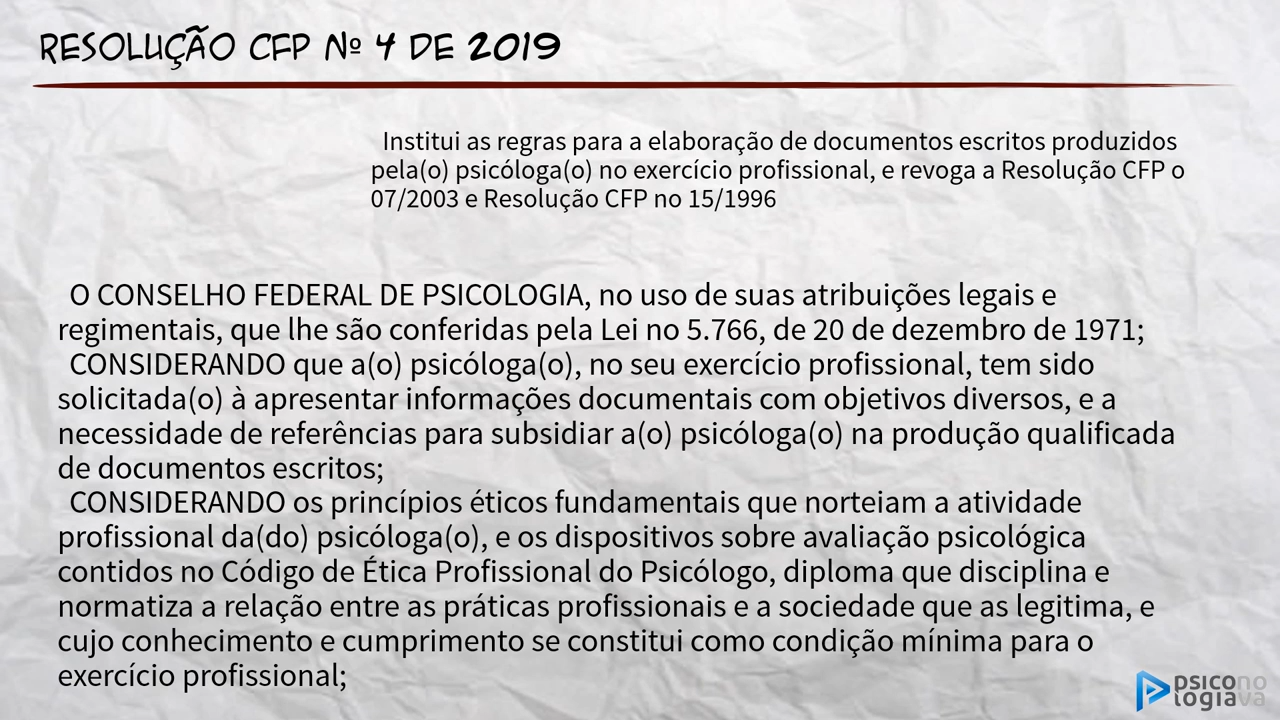 RESOLUÇÃO CFP Nº 4 DE 2019
Institui as regras para a elaboração de documentos escritos produzidos
pela(o) psicóloga(o) no exercício profissional, e revoga a Resolução CFP o
07/2003 e Resolução CFP no 15/1996
O CONSELHO FEDERAL DE PSICOLOGIA, no uso de suas atribuições legais e
regimentais, que lhe são conferidas pela Lei no 5.766, de 20 de dezembro de 1971;
CONSIDERANDO que a(o) psicóloga(o), no seu exercício profissional, tem sido
solicitada(o) à apresentar informações documentais com objetivos diversos, e a
necessidade de referências para subsidiar a(o) psicóloga(o) na produção qualificada
de documentos escritos;
CONSIDERANDO os princípios éticos fundamentais que norteiam a atividade
profissional da(do) psicóloga(o), e os dispositivos sobre avaliação psicológica
contidos no Código de Ética Profissional do Psicólogo, diploma que disciplina e
normatiza a relação entre as práticas profissionais e a sociedade que as legitima, e
cujo conhecimento e cumprimento se constitui como condição mínima para o
exercício profissional;
psicono
logiava